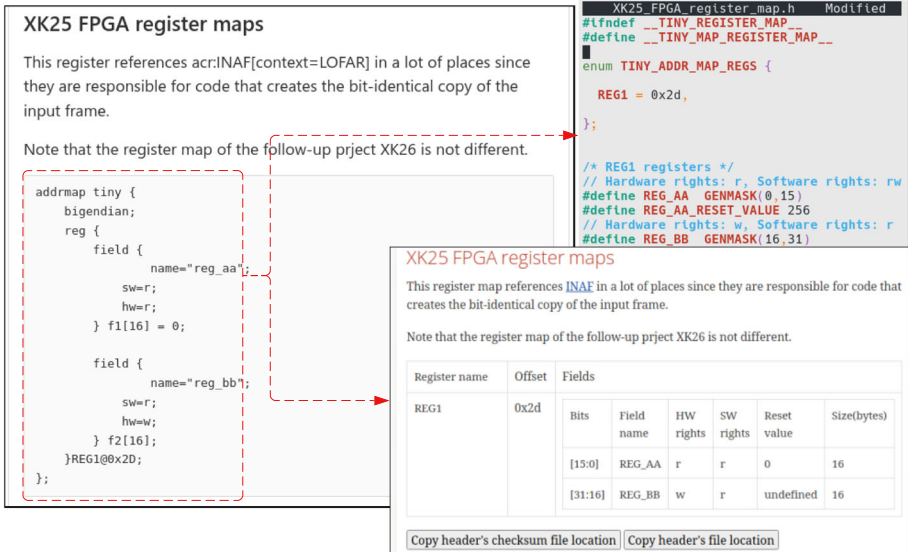 XK25 FPGA register maps
This register references acr:INAF[context=LOFAR] in a lot of places since
they are responsible for code that creates the bit-identical copy of the
input frame.
Note that the register map of the follow-up prject XK26 is not different.
addrmap tiny {
bigendian;
reg {
field {
name="reg_aa";
sw=r;
hw=r;
} f1[16] = 0;
field {
name="reg_bb";
sw=r;
hw=w;
} f2[16];
}REG1@0x2D;
};
XK25_FPGA_register_map.h Modified
#ifndef __TINY_REGISTER_MAP__
#define __TINY_MAP_REGISTER_MAP__
enum TINY_ADDR_MAP_REGS {
REG1 = 0x2d,
};
/* REG1 registers */
// Hardware rights: r, Software rights: rw
#define REG_AA GENMASK(0,15)
#define REG_AA_RESET_VALUE 256
// Hardware rights: w, Software rights: r
#define REG_BB GENMASK(16,31)
XK25 FPGA register maps
This register map references INAF in a lot of places since they are responsible for code that
creates the bit-identical copy of the input frame.
Note that the register map of the follow-up prject XK26 is not different.
Register name Offset Fields
REG1 0x2d
Bits Field name HW rights SW rights Reset value Size(bytes)
[15:0] REG_AA r r 0 16
[31:16] REG_BB w r undefined 16
Copy header's checksum file location Copy header's file location